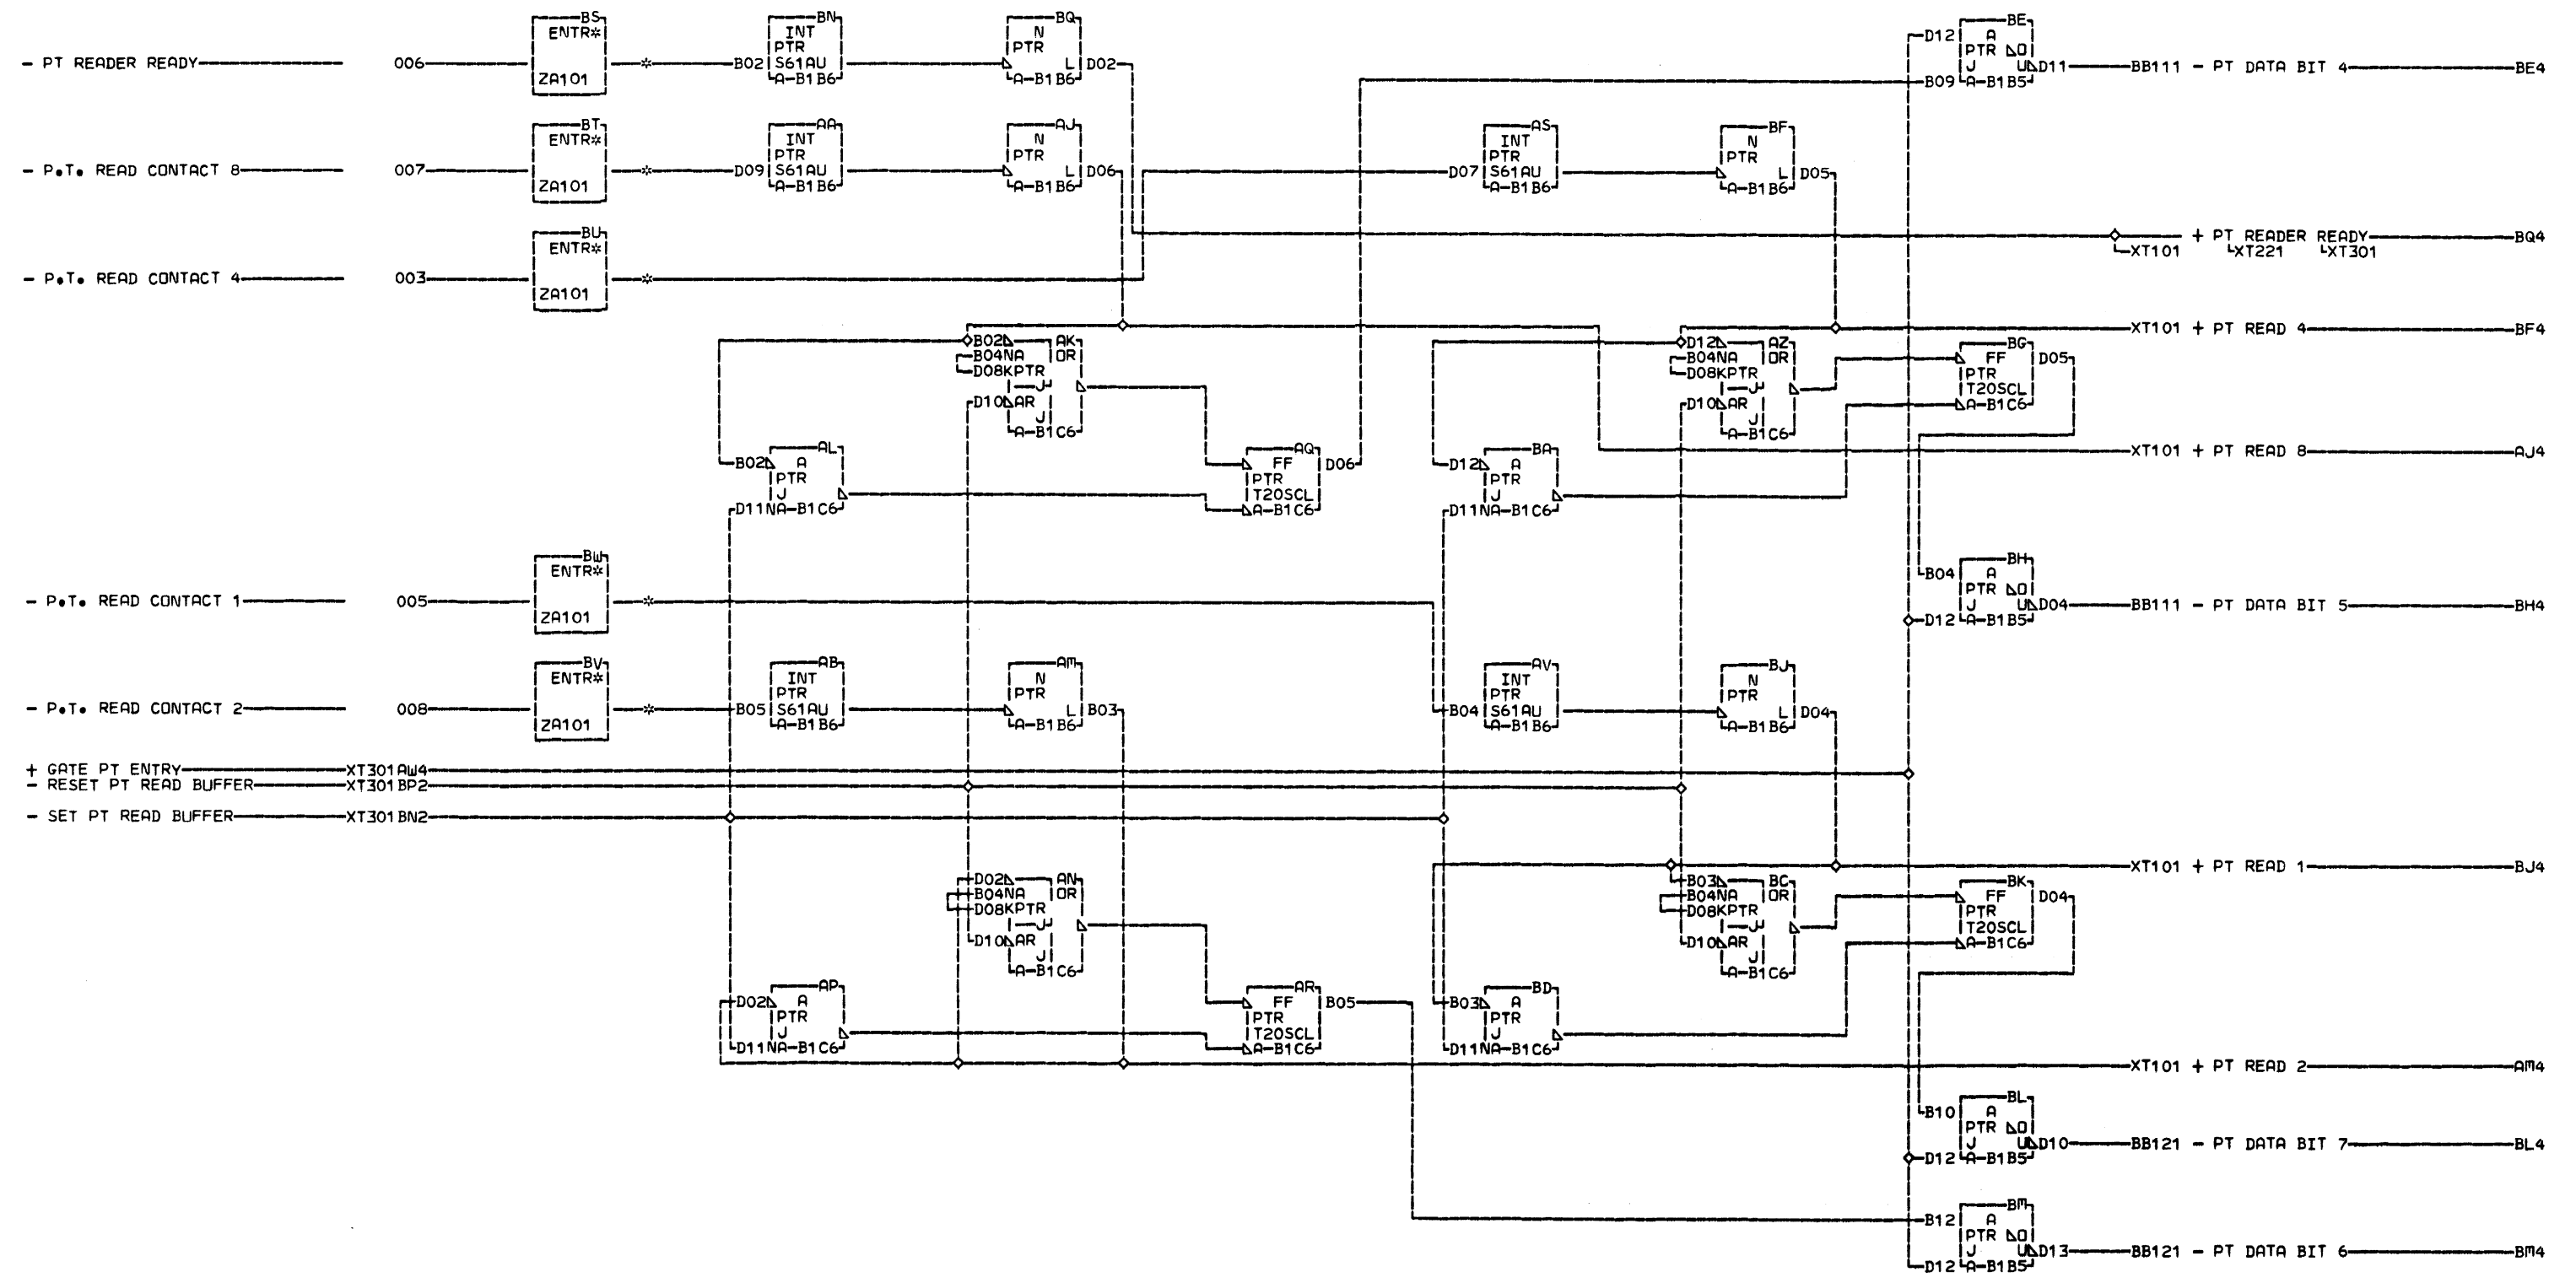 BS BN BQ BE
ENTR* INT N D12 A
PTR PTR PTR DO
- PT READER READY 006 B02 S61AU L D02 J U D11 BB111 - PT DATA BIT 4 BE4
ZA101 A-B1B6 A-B1B6 B09 A-B1B5
BT AA AJ AS BF
ENTR* INT N INT N
PTR PTR PTR PTR
- P.T. READ CONTACT 8 007 D09 S61AU L D06 D07 S61AU L D05
ZA101 A-B1B6 A-B1B6 A-B1B6 A-B1B6
BU
ENTR* + PT READER READY BQ4
XT101 XT221 XT301
- P.T. READ CONTACT 4 003
ZA101
XT101 + PT READ 4 BF4
B02 AK D12 AZ BG
B04NA OR B04NA OR FF D05
D08KPTR D08KPTR PTR
J J T20SCL
D10 AR D10 AR A-B1C6
J J
A-B1C6 A-B1C6
AL AQ BA XT101 + PT READ 8 AJ4
B02 A FF D06 D12 A
PTR PTR PTR
J T20SCL J
D11NA-B1C6 A-B1C6 D11NA-B1C6
BW BH
ENTR* B04 A
PTR DO
- P.T. READ CONTACT 1 005 J U D04 BB111 - PT DATA BIT 5 BH4
ZA101 D12 A-B1B5
BV AB AM AV BJ
ENTR* INT N INT N
PTR PTR PTR PTR
- P.T. READ CONTACT 2 008 B05 S61AU L B03 B04 S61AU L D04
ZA101 A-B1B6 A-B1B6 A-B1B6 A-B1B6
+ GATE PT ENTRY XT301AW4
- RESET PT READ BUFFER XT301BP2
- SET PT READ BUFFER XT301BN2
XT101 + PT READ 1 BJ4
D02 AN B03 BC BK
B04NA OR B04NA OR FF D04
D08KPTR D08KPTR PTR
J J T20SCL
D10 AR D10 AR A-B1C6
J J
A-B1C6 A-B1C6
AP AR BD
D02 A FF B05 B03 A
PTR PTR PTR
J T20SCL J
D11NA-B1C6 A-B1C6 D11NA-B1C6
XT101 + PT READ 2 AM4
BL
B10 A
PTR DO
J U D10 BB121 - PT DATA BIT 7 BL4
D12 A-B1B5
BM
B12 A
PTR DO
J U D13 BB121 - PT DATA BIT 6 BM4
D12 A-B1B5